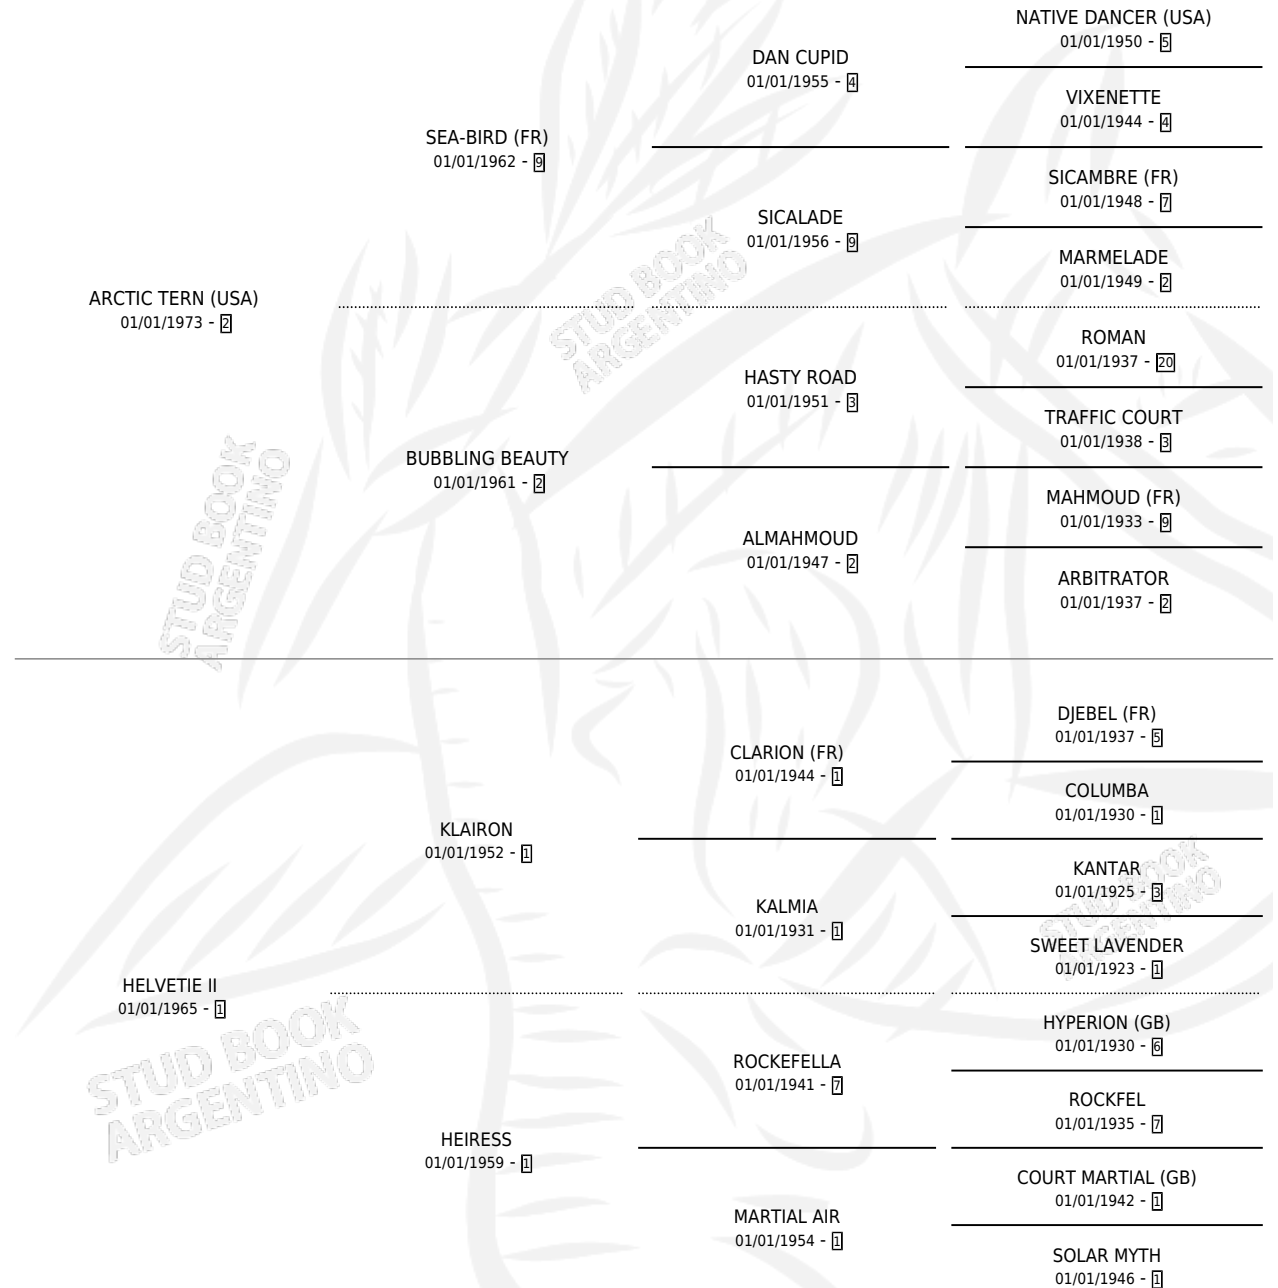 NATIVE DANCER (USA)
01/01/1950 - 5
DAN CUPID
01/01/1955 - 4
VIXENETTE
01/01/1944 - 4
SEA-BIRD (FR)
01/01/1962 - 9
SICAMBRE (FR)
01/01/1948 - 7
SICALADE
01/01/1956 - 9
MARMELADE
01/01/1949 - 2
ARCTIC TERN (USA)
01/01/1973 - 2
ROMAN
01/01/1937 - 20
HASTY ROAD
01/01/1951 - 3
TRAFFIC COURT
01/01/1938 - 3
BUBBLING BEAUTY
01/01/1961 - 2
MAHMOUD (FR)
01/01/1933 - 9
ALMAHMOUD
01/01/1947 - 2
ARBITRATOR
01/01/1937 - 2
DJEBEL (FR)
01/01/1937 - 5
CLARION (FR)
01/01/1944 - 1
COLUMBA
01/01/1930 - 1
KLAIRON
01/01/1952 - 1
KANTAR
01/01/1925 - 3
KALMIA
01/01/1931 - 1
SWEET LAVENDER
01/01/1923 - 1
HELVETIE II
01/01/1965 - 1
HYPERION (GB)
01/01/1930 - 6
ROCKEFELLA
01/01/1941 - 7
ROCKFEL
01/01/1935 - 7
HEIRESS
01/01/1959 - 1
COURT MARTIAL (GB)
01/01/1942 - 1
MARTIAL AIR
01/01/1954 - 1
SOLAR MYTH
01/01/1946 - 1
STUD BOOK
ARGENTINO
STUD BOOK
ARGENTINO
STUD BOOK
ARGENTINO
STUD BOOK
ARGENTINO